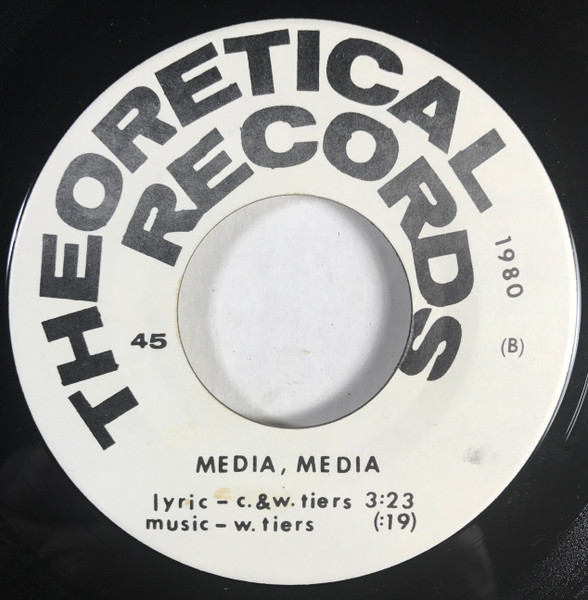 THEORETICAL
RECORDS
1980
45
(B)
MEDIA, MEDIA
lyric – c. & w. tiers 3:23
music – w. tiers (:19)